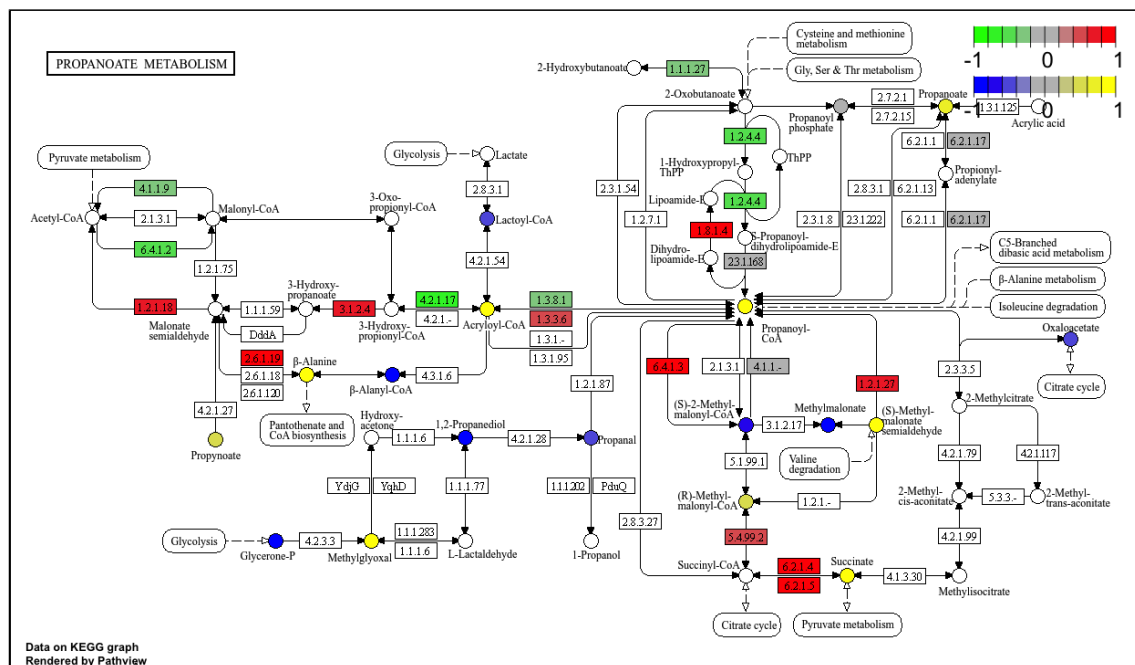 PROPANOATE METABOLISM
-1
0
1
-1
0
1
Cysteine and methionine
metabolism
Gly, Ser & Thr metabolism
2-Hydroxybutanoate
1.1.1.27
2-Oxobutanoate
Propanoyl
phosphate
2.7.2.1
2.7.2.15
Propanoate
1.3.1.125
Acrylic acid
6.2.1.1
6.2.1.17
Propionyl-
adenylate
6.2.1.1
6.2.1.17
2.8.3.1
6.2.1.13
2.3.1.8
2.3.1.222
2.3.1.54
1.2.7.1
1.2.4.4
ThPP
1-Hydroxypropyl-
ThPP
1.2.4.4
Lipoamide-E
1.8.1.4
Dihydro-
lipoamide-E
S-Propanoyl-
dihydrolipoamide-E
2.3.1.168
C5-Branched
dibasic acid metabolism
β-Alanine metabolism
Isoleucine degradation
Pyruvate metabolism
Acetyl-CoA
4.1.1.9
2.1.3.1
6.4.1.2
Malonyl-CoA
1.2.1.75
3-Oxo-
propionyl-CoA
Glycolysis
Lactate
2.8.3.1
Lactoyl-CoA
4.2.1.54
1.2.1.18
Malonate
semialdehyde
1.1.1.59
DddA
3-Hydroxy-
propanoate
3.1.2.4
3-Hydroxy-
propionyl-CoA
4.2.1.17
4.2.1.-
Acryloyl-CoA
1.3.8.1
1.3.3.6
1.3.1.-
1.3.1.95
Propanoyl-
CoA
2.6.1.19
2.6.1.18
2.6.1.120
β-Alanine
β-Alanyl-CoA
4.3.1.6
Pantothenate and
CoA biosynthesis
4.2.1.27
Propynoate
Hydroxy-
acetone
1.1.1.6
1,2-Propanediol
4.2.1.28
Propanal
1.2.1.87
YdjG
YqhD
1.1.1.77
1.1.1.202
PduQ
1-Propanol
Glycolysis
Glycerone-P
4.2.3.3
Methylglyoxal
1.1.1.283
1.1.1.6
L-Lactaldehyde
6.4.1.3
2.1.3.1
4.1.1.-
1.2.1.27
(S)-2-Methyl-
malonyl-CoA
3.1.2.17
Methylmalonate
(S)-Methyl-
malonate
semialdehyde
Valine
degradation
5.1.99.1
(R)-Methyl-
malonyl-CoA
1.2.1.-
2.8.3.27
5.4.99.2
Succinyl-CoA
6.2.1.4
6.2.1.5
Succinate
4.1.3.30
Methylisocitrate
Citrate cycle
Pyruvate metabolism
Oxaloacetate
Citrate cycle
2.3.3.5
2-Methylcitrate
4.2.1.79
4.2.1.117
2-Methyl-
cis-aconitate
5.3.3.-
2-Methyl-
trans-aconitate
4.2.1.99
Data on KEGG graph
Rendered by Pathview